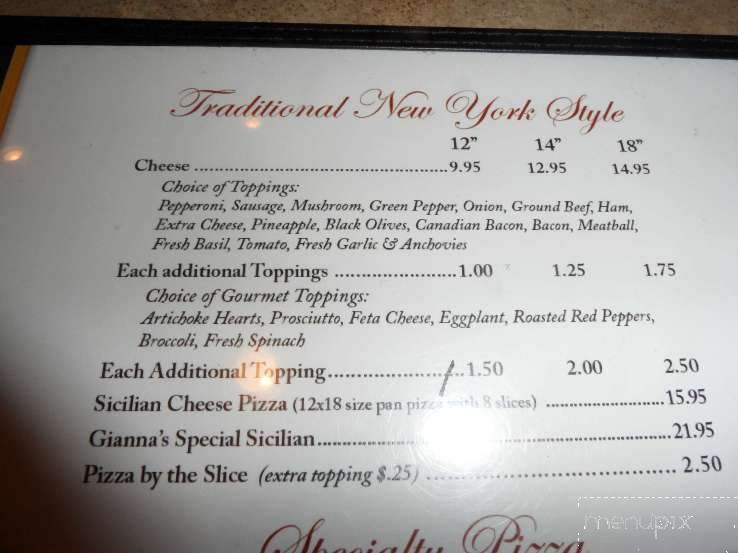 Traditional New York Style
12” 14” 18”
Cheese ........................................................9.95 12.95 14.95
Choice of Toppings:
Pepperoni, Sausage, Mushroom, Green Pepper, Onion, Ground Beef, Ham,
Extra Cheese, Pineapple, Black Olives, Canadian Bacon, Bacon, Meatball,
Fresh Basil, Tomato, Fresh Garlic & Anchovies
Each additional Toppings ........................1.00 1.25 1.75
Choice of Gourmet Toppings:
Artichoke Hearts, Prosciutto, Feta Cheese, Eggplant, Roasted Red Peppers,
Broccoli, Fresh Spinach
Each Additional Topping........................1.50 2.00 2.50
Sicilian Cheese Pizza (12x18 size pan pizza with 8 slices) ........................15.95
Gianna's Special Sicilian................................................................21.95
Pizza by the Slice (extra topping $.25) ........................................ 2.50
Specialty Pizza
menupix